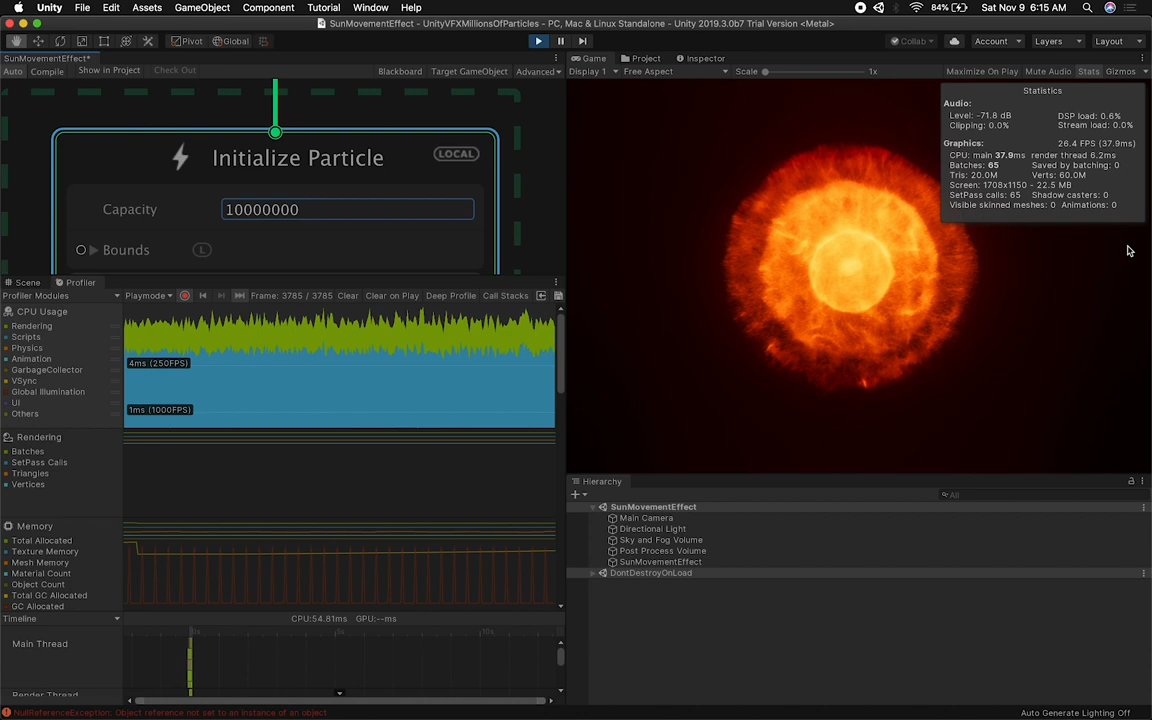 Unity File Edit Assets GameObject Component Tutorial Window Help 84% Sat Nov 9 6:15 AM
SunMovementEffect - UnityVFXMillionsOfParticles - PC, Mac & Linux Standalone - Unity 2019.3.0b7 Trial Version <Metal>
Pivot Global Collab Account Layers Layout
SunMovementEffect*
Auto Compile Show in Project Check Out Blackboard Target GameObject Advanced
Initialize Particle LOCAL
Capacity 10000000
Bounds L
Game Project Inspector
Display 1 Free Aspect Scale 1x Maximize On Play Mute Audio Stats Gizmos
Statistics
Audio:
Level: -71.8 dB DSP load: 0.6%
Clipping: 0.0% Stream load: 0.0%
Graphics: 26.4 FPS (37.9ms)
CPU: main 37.9ms render thread 6.2ms
Batches: 65 Saved by batching: 0
Tris: 20.0M Verts: 60.0M
Screen: 1708x1150 - 22.5 MB
SetPass calls: 65 Shadow casters: 0
Visible skinned meshes: 0 Animations: 0
Scene Profiler
Profiler Modules Playmode Frame: 3785 / 3785 Clear Clear on Play Deep Profile Call Stacks
CPU Usage
Rendering
Scripts
Physics
Animation
GarbageCollector
VSync
Global Illumination
UI
Others
4ms (250FPS)
1ms (1000FPS)
Rendering
Batches
SetPass Calls
Triangles
Vertices
Memory
Total Allocated
Texture Memory
Mesh Memory
Material Count
Object Count
Total GC Allocated
GC Allocated
Timeline CPU:54.81ms GPU:--ms
Main Thread
Render Thread
Hierarchy
All
SunMovementEffect
Main Camera
Directional Light
Sky and Fog Volume
Post Process Volume
SunMovementEffect
DontDestroyOnLoad
NullReferenceException: Object reference not set to an instance of an object
Auto Generate Lighting Off